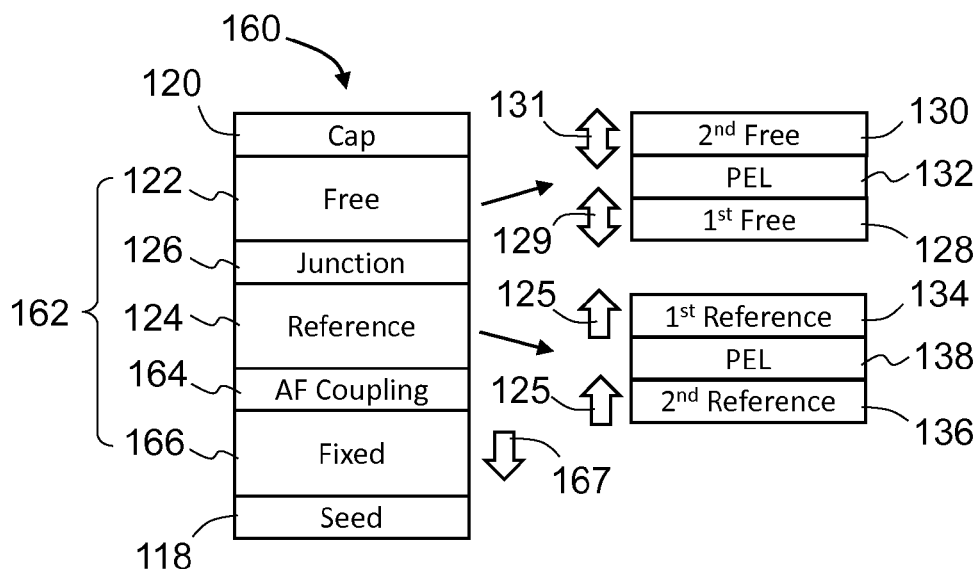 160
120
Cap
131
2nd Free
130
122
Free
PEL
132
126
129
1st Free
128
Junction
162
124
Reference
125
1st Reference
134
164
AF Coupling
PEL
138
125
2nd Reference
136
166
Fixed
167
Seed
118